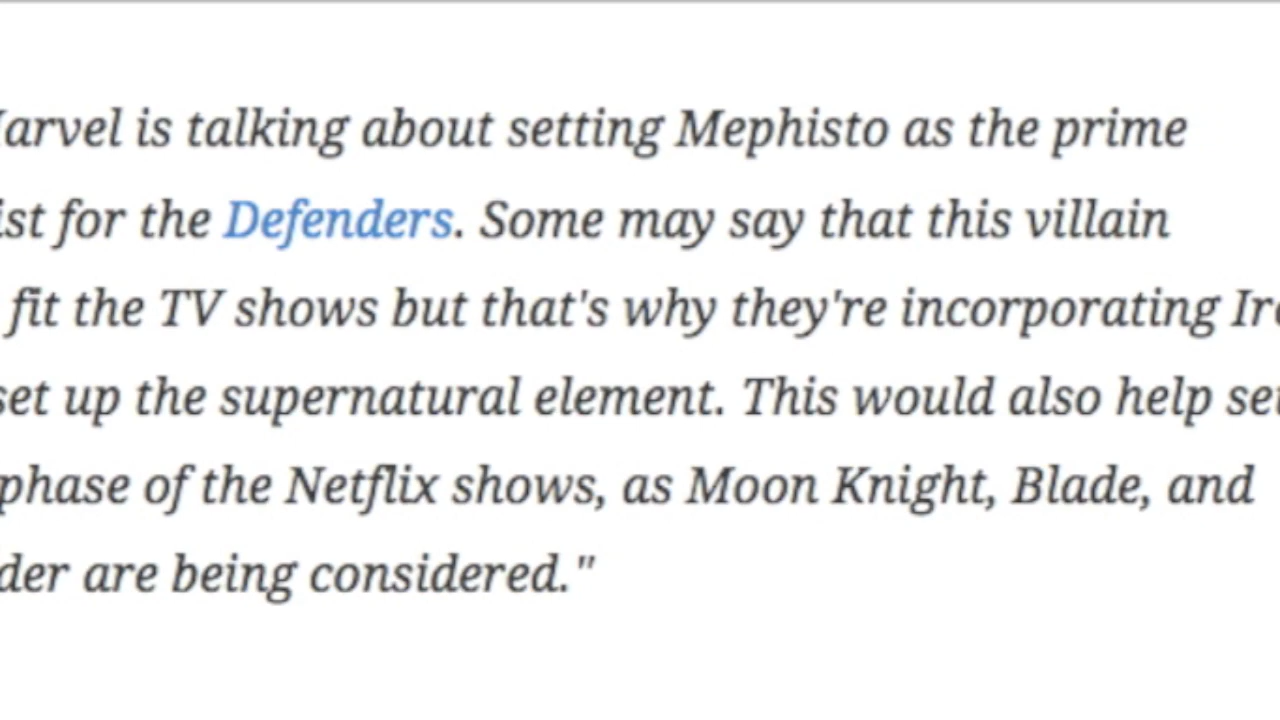 arvel is talking about setting Mephisto as the prime
ist for the Defenders. Some may say that this villain
fit the TV shows but that's why they're incorporating Ir
set up the supernatural element. This would also help se
phase of the Netflix shows, as Moon Knight, Blade, and
der are being considered."